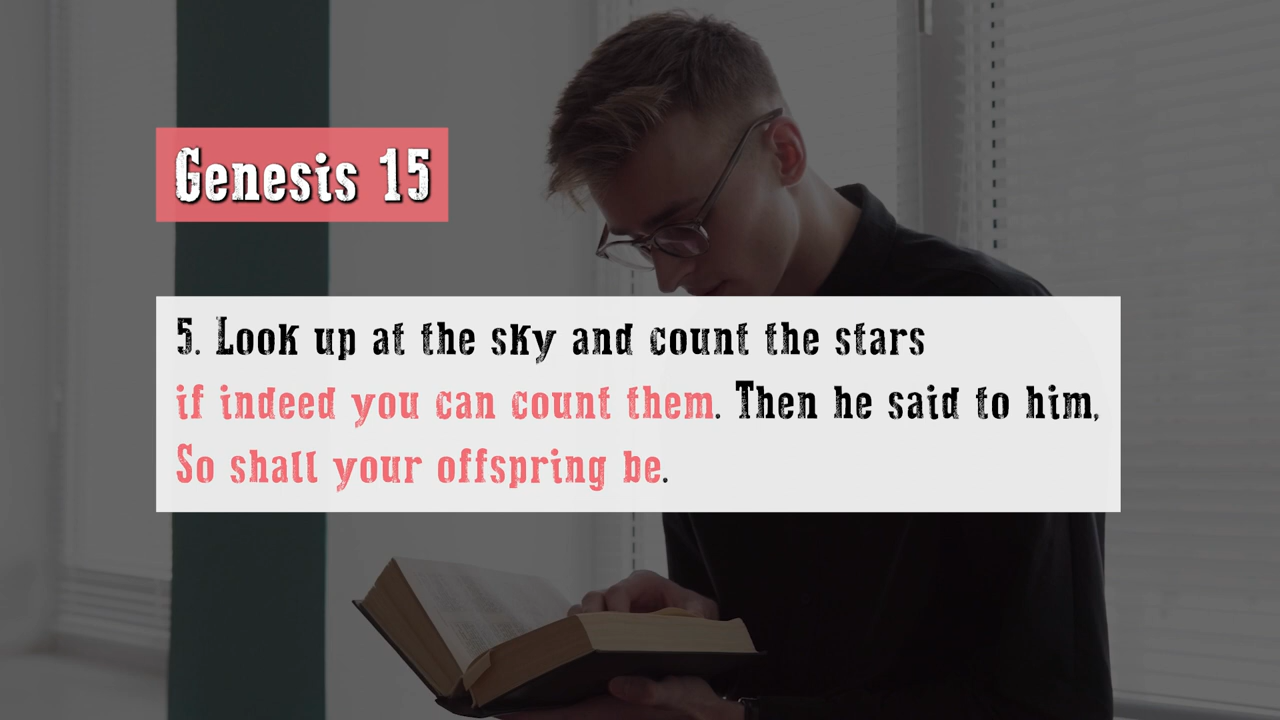 Genesis 15
5. Look up at the sky and count the stars
if indeed you can count them. Then he said to him,
So shall your offspring be.